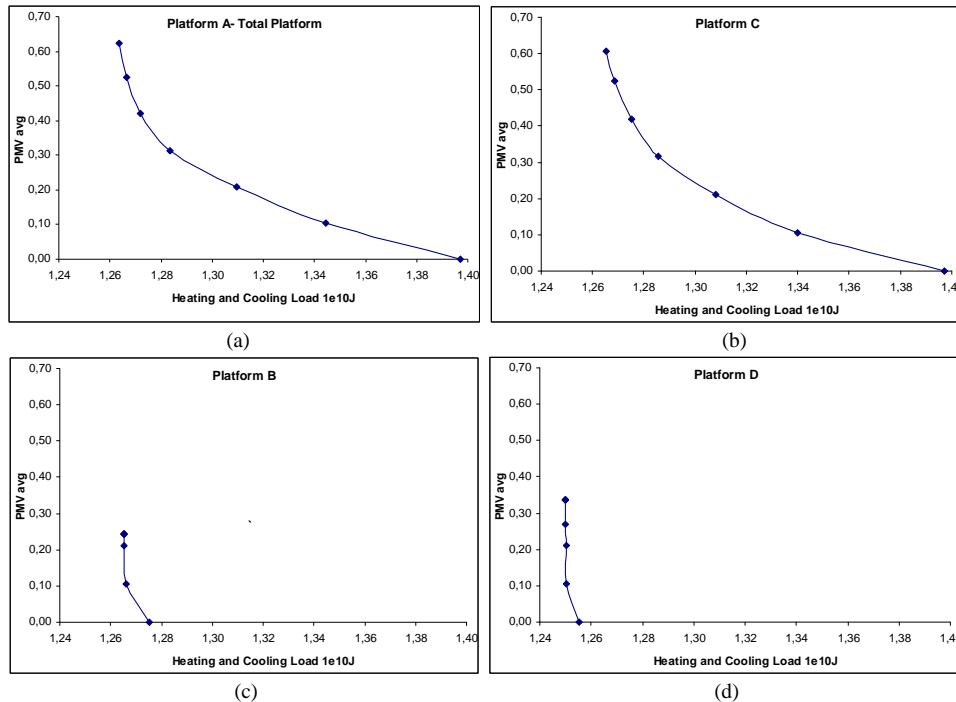 Platform A- Total Platform
0,70
0,60
0,50
0,40
0,30
0,20
0,10
0,00
PMV avg
1,24 1,26 1,28 1,30 1,32 1,34 1,36 1,38 1,40
Heating and Cooling Load 1e10J
(a)
Platform C
0,70
0,60
0,50
0,40
0,30
0,20
0,10
0,00
PMV avg
1,24 1,26 1,28 1,30 1,32 1,34 1,36 1,38 1,4
Heating and Cooling Load 1e10J
(b)
Platform B
0,70
0,60
0,50
0,40
0,30
0,20
0,10
0,00
PMV avg
1,24 1,26 1,28 1,30 1,32 1,34 1,36 1,38 1,40
Heating and Cooling Load 1e10J
(c)
Platform D
0,70
0,60
0,50
0,40
0,30
0,20
0,10
0,00
PMV avg
1,24 1,26 1,28 1,30 1,32 1,34 1,36 1,38 1,40
Heating and Cooling Load 1e10J
(d)